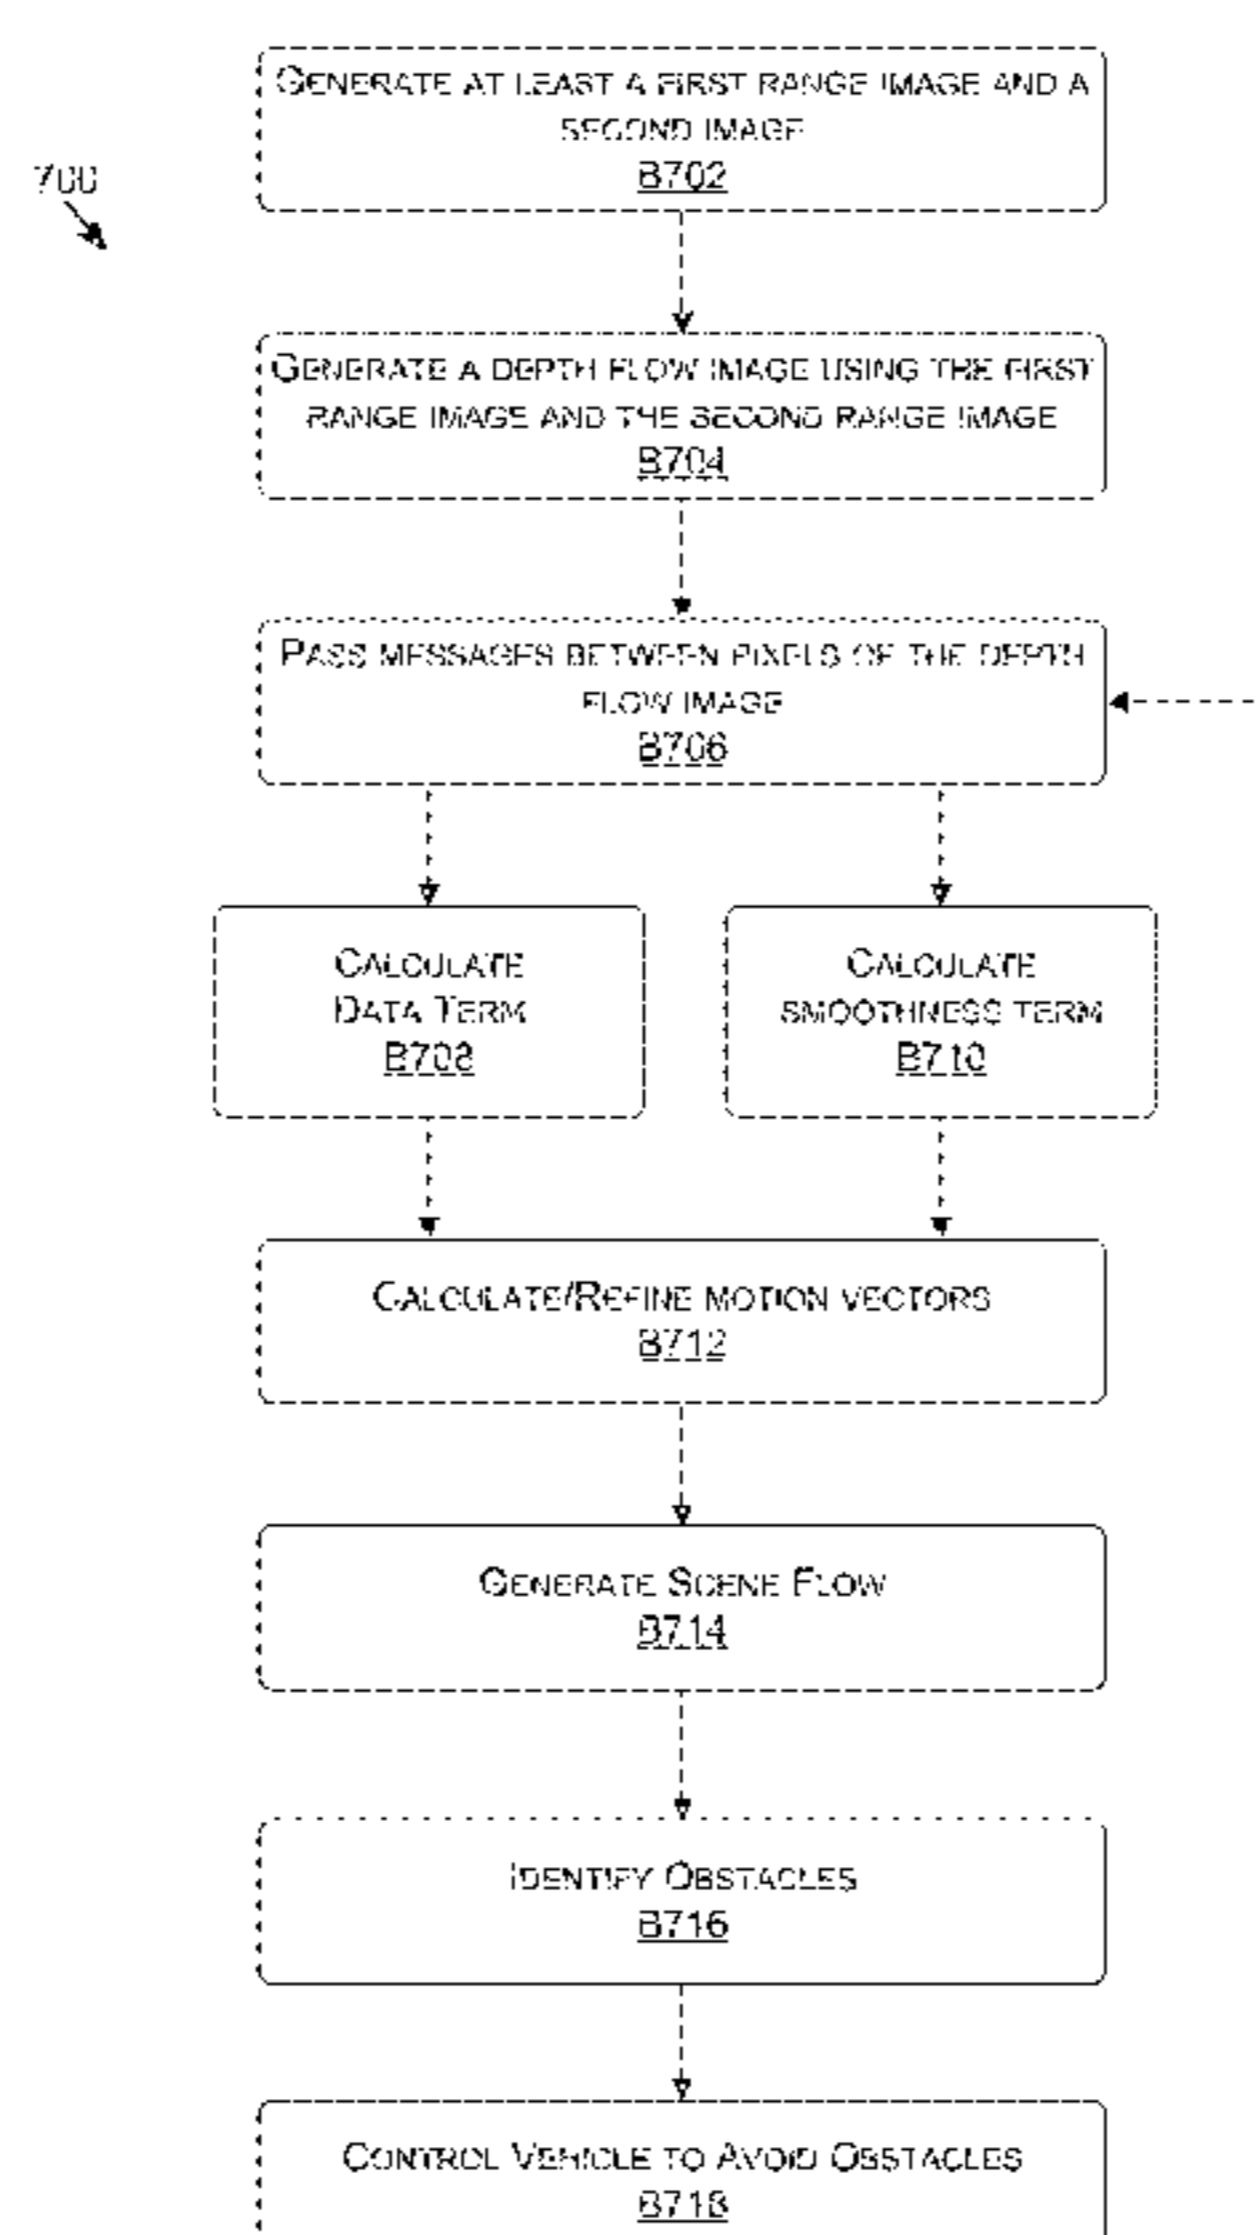 GENERATE AT LEAST A FIRST RANGE IMAGE AND A
SECOND IMAGE
B702
700
GENERATE A DEPTH FLOW IMAGE USING THE FIRST
RANGE IMAGE AND THE SECOND RANGE IMAGE
B704
PASS MESSAGES BETWEEN PIXELS OF THE DEPTH
FLOW IMAGE
B706
CALCULATE
DATA TERM
B708
CALCULATE
SMOOTHNESS TERM
B710
CALCULATE/REFINE MOTION VECTORS
B712
GENERATE SCENE FLOW
B714
IDENTIFY OBSTACLES
B716
CONTROL VEHICLE TO AVOID OBSTACLES
B718